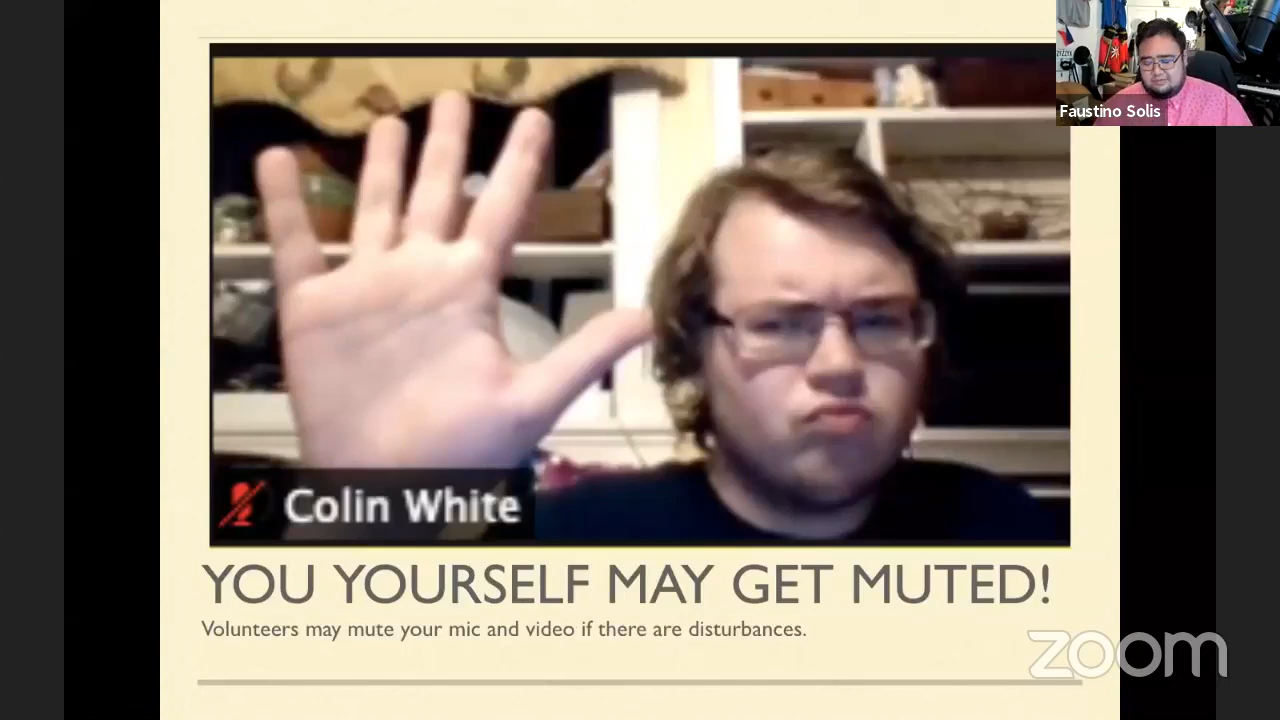 Faustino Solis
Colin White
YOU YOURSELF MAY GET MUTED!
Volunteers may mute your mic and video if there are disturbances.
zoom